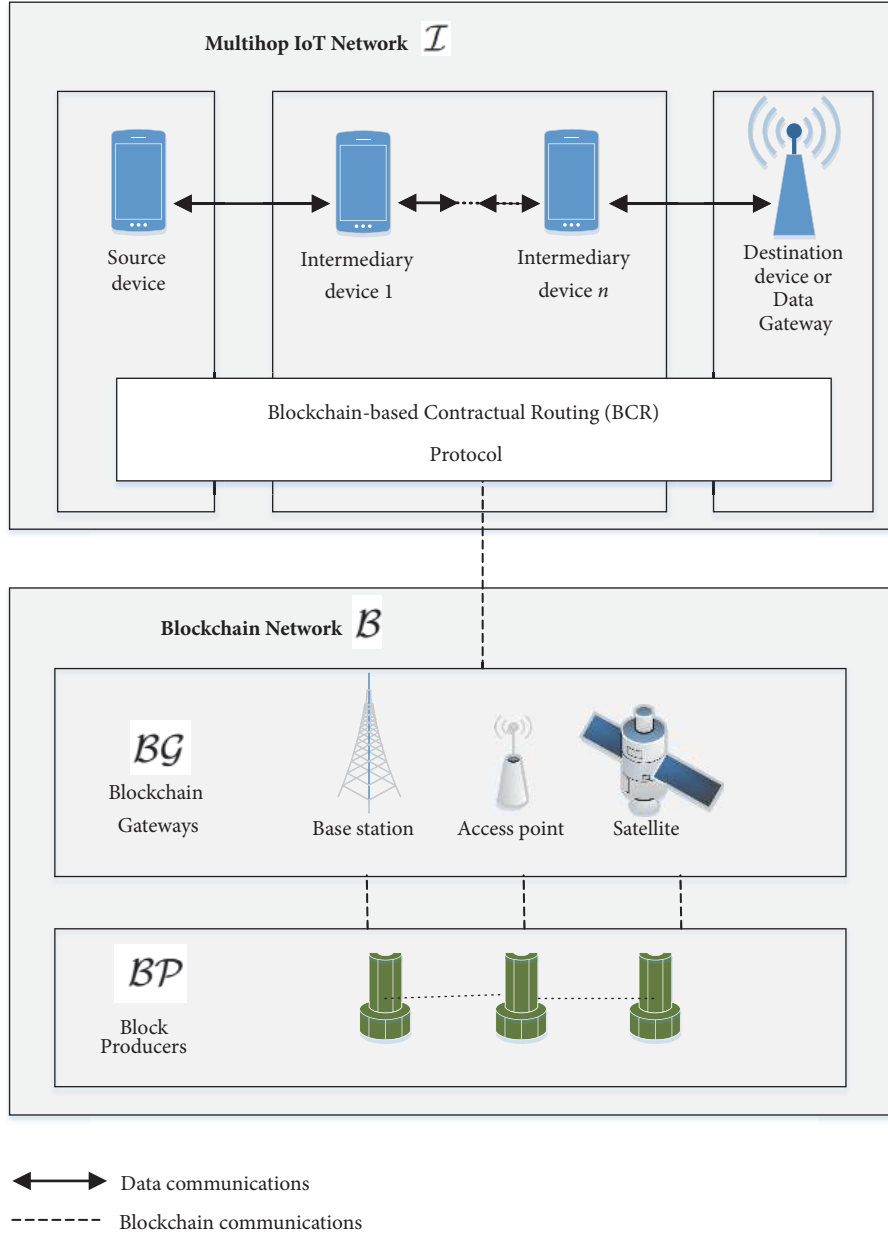 Multihop IoT Network ℐ
Source
device
Intermediary
device 1
Intermediary
device n
Destination
device or
Data
Gateway
Blockchain-based Contractual Routing (BCR)
Protocol
Blockchain Network ℬ
ℬ𝒢
Blockchain
Gateways
Base station
Access point
Satellite
ℬ𝒫
Block
Producers
Data communications
Blockchain communications